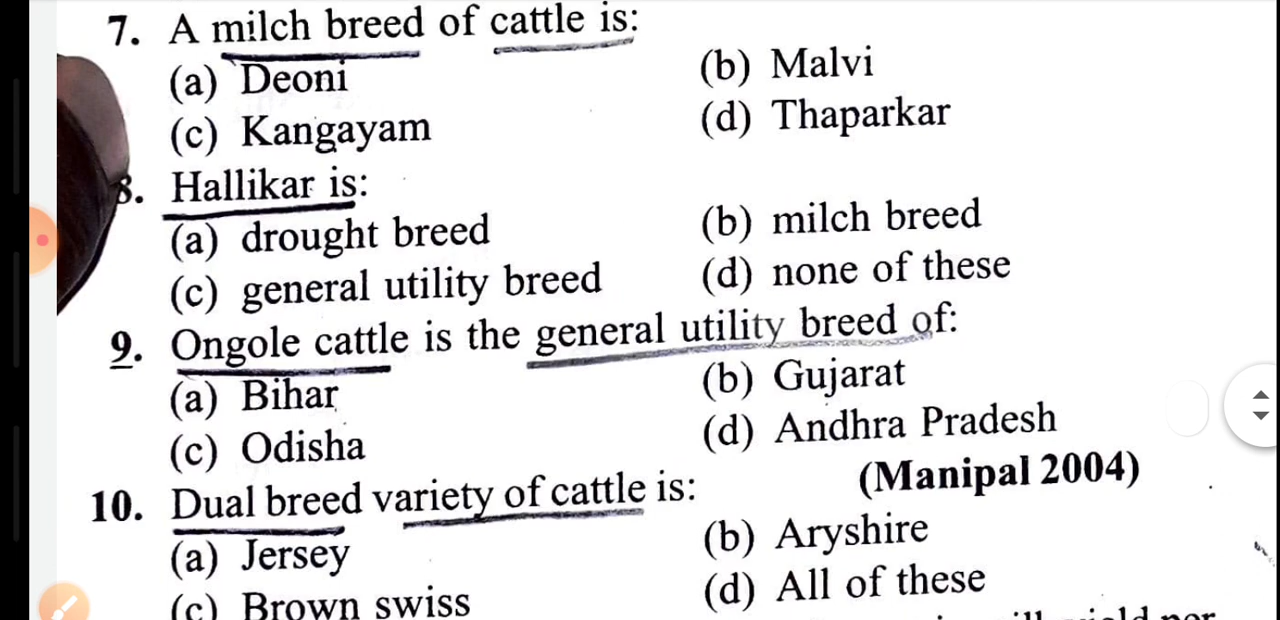 7. A milch breed of cattle is:
(a) Deoni (b) Malvi
(c) Kangayam (d) Thaparkar
8. Hallikar is:
(a) drought breed (b) milch breed
(c) general utility breed (d) none of these
9. Ongole cattle is the general utility breed of:
(a) Bihar (b) Gujarat
(c) Odisha (d) Andhra Pradesh
(Manipal 2004)
10. Dual breed variety of cattle is:
(a) Jersey (b) Aryshire
(c) Brown swiss (d) All of these